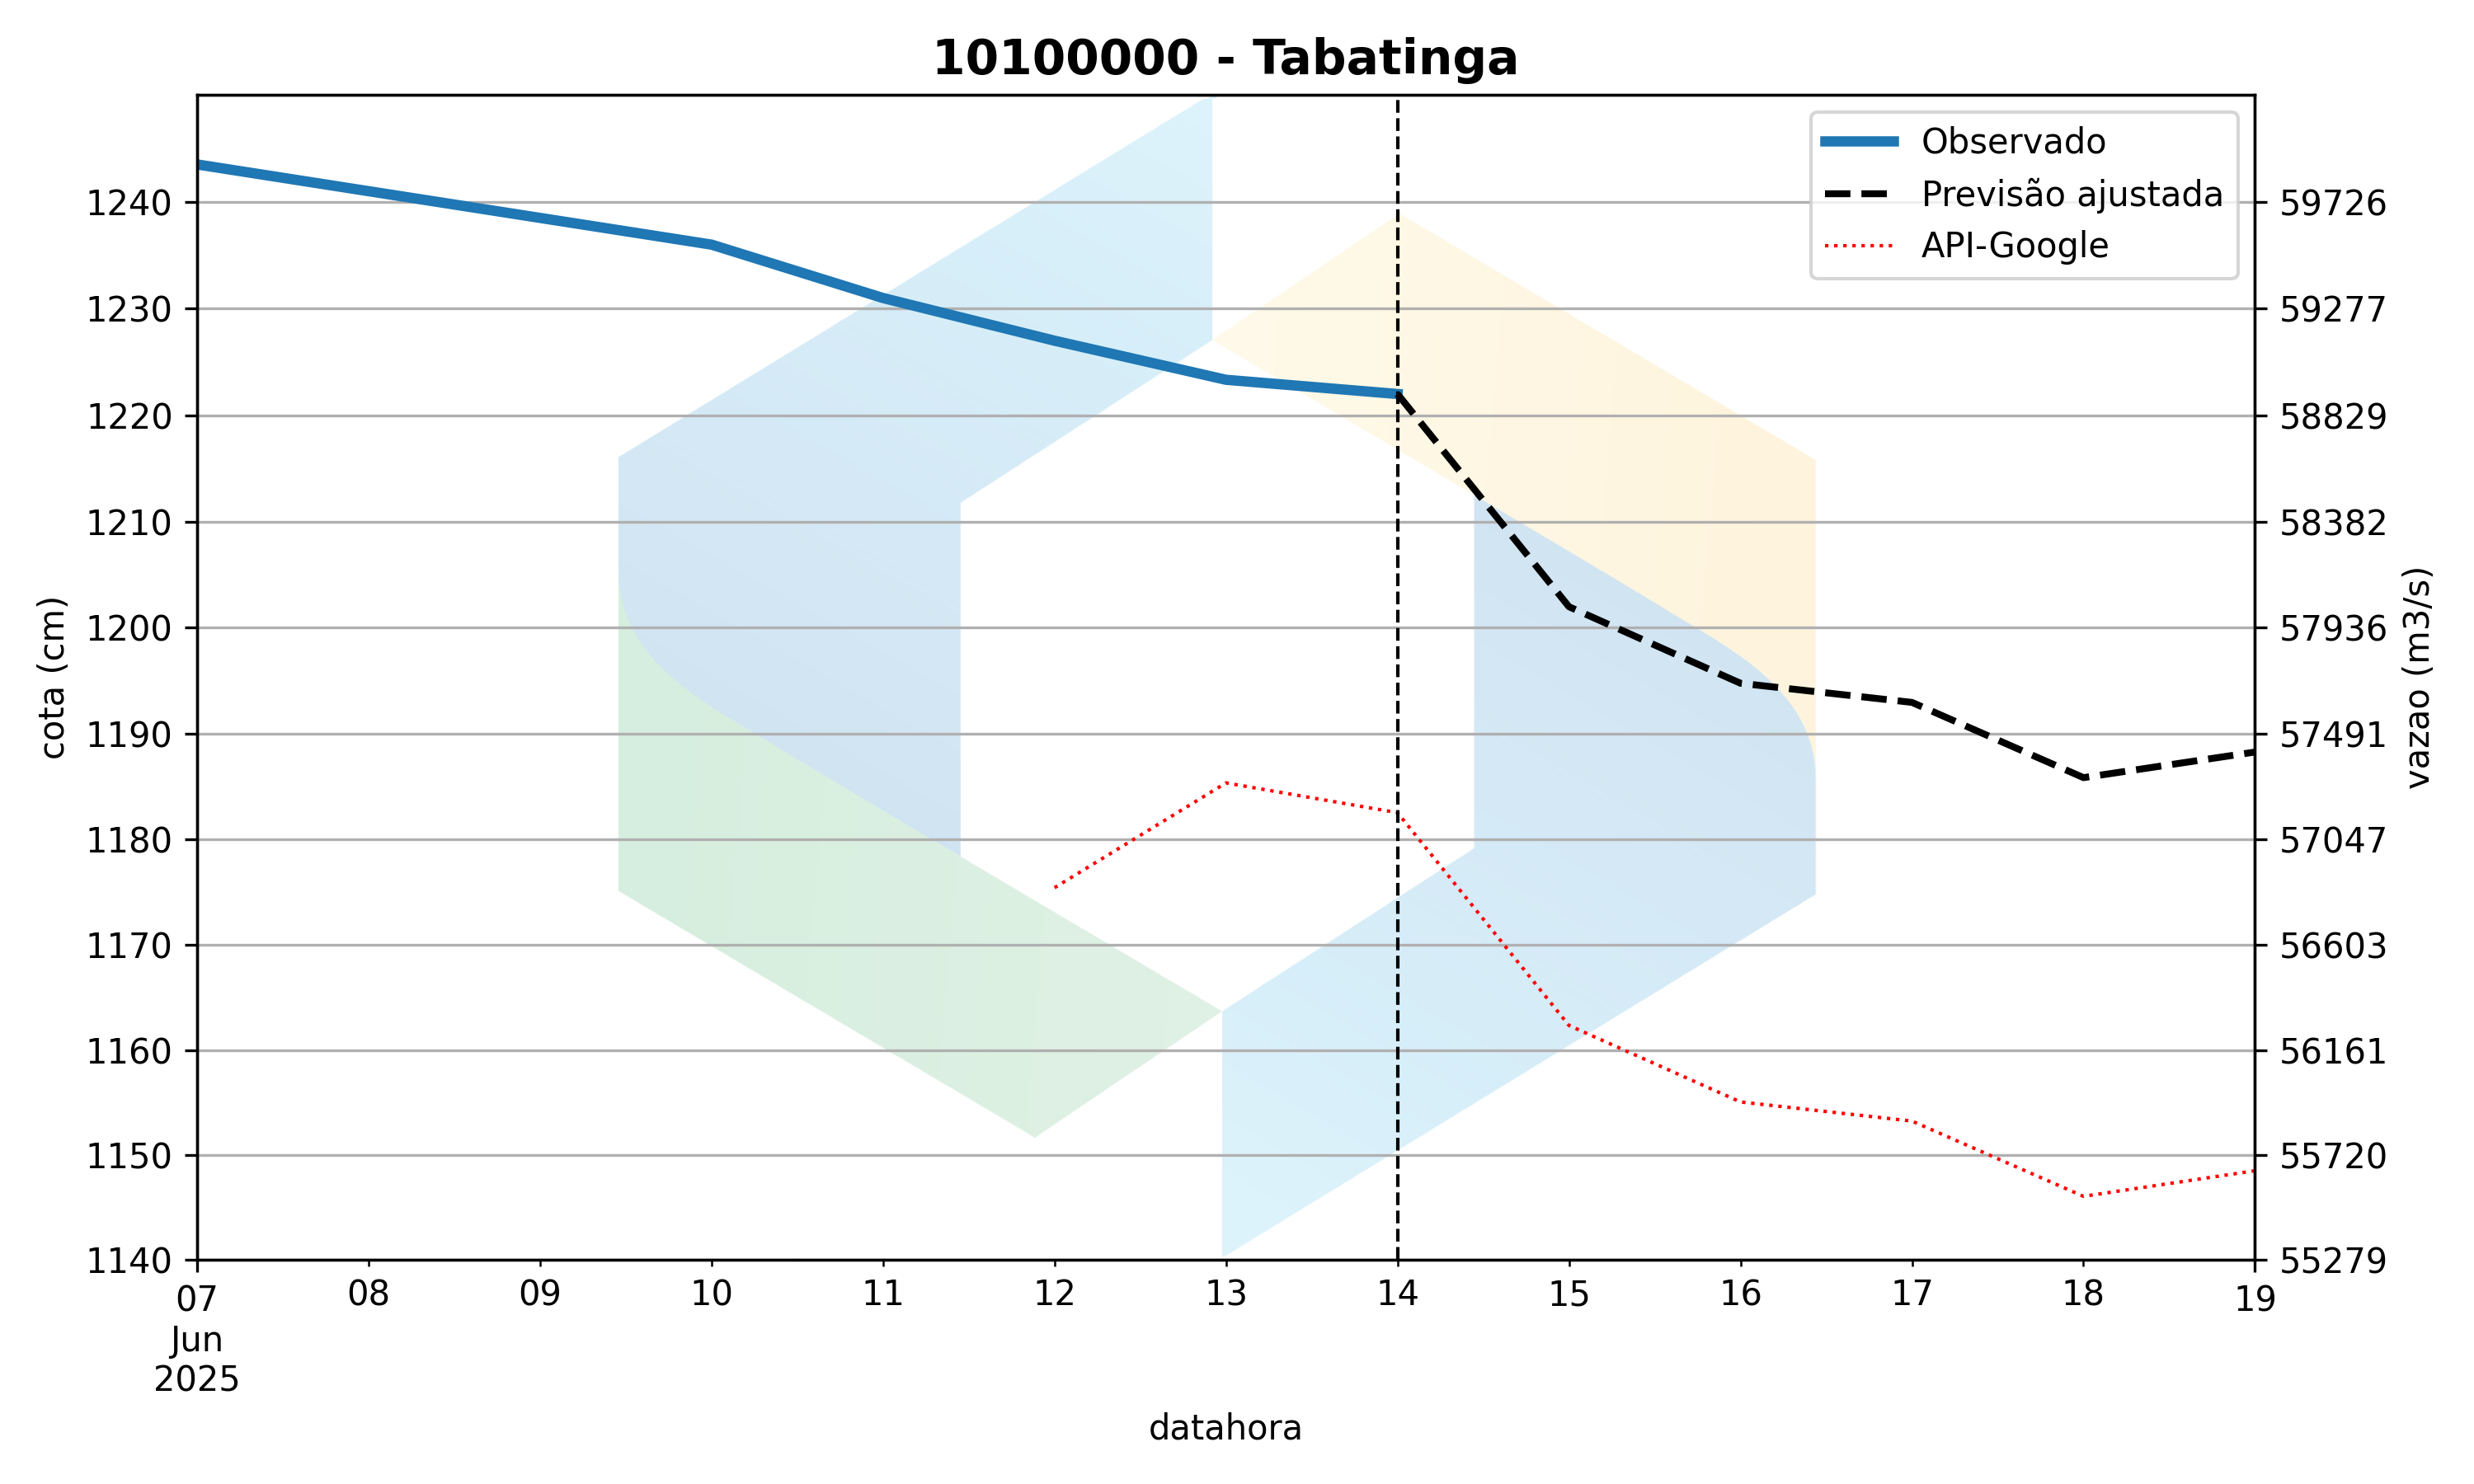 10100000 - Tabatinga
Observado
Previsão ajustada
API-Google
cota (cm)
1240
1230
1220
1210
1200
1190
1180
1170
1160
1150
1140
59726
59277
58829
58382
57936
57491
57047
56603
56161
55720
55279
vazao (m3/s)
07 08 09 10 11 12 13 14 15 16 17 18 19
Jun
2025
datahora